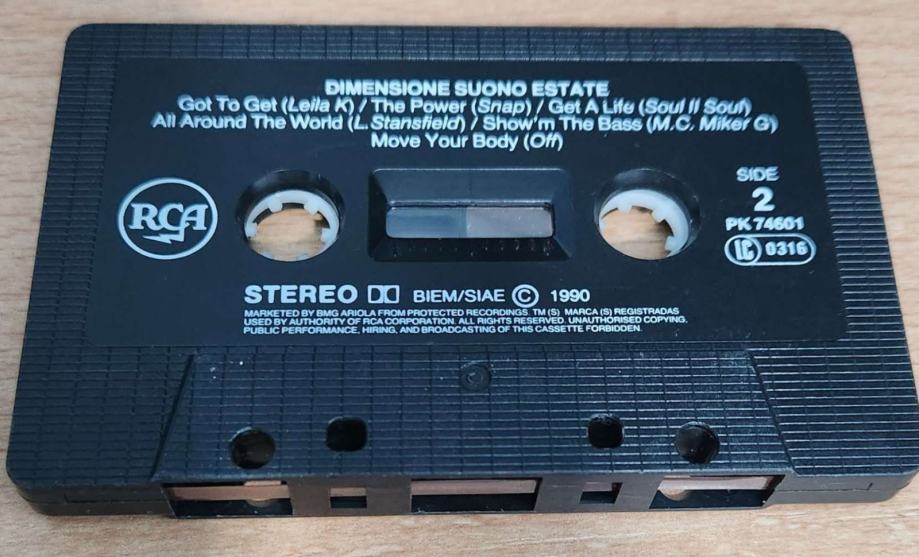 DIMENSIONE SUONO ESTATE
Got To Get (Leila K) / The Power (Snap) / Get A Life (Soul II Soul)
All Around The World (L. Stansfield) / Show'm The Bass (M.C. Miker G)
Move Your Body (Off)
RCA
SIDE
2
PK 74601
LC 0316
STEREO BIEM/SIAE © 1990
MARKETED BY BMG ARIOLA FROM PROTECTED RECORDINGS. TM (S) MARCA (S) REGISTRADAS
USED BY AUTHORITY OF RCA CORPORATION. ALL RIGHTS RESERVED. UNAUTHORISED COPYING.
PUBLIC PERFORMANCE, HIRING, AND BROADCASTING OF THIS CASSETTE FORBIDDEN.